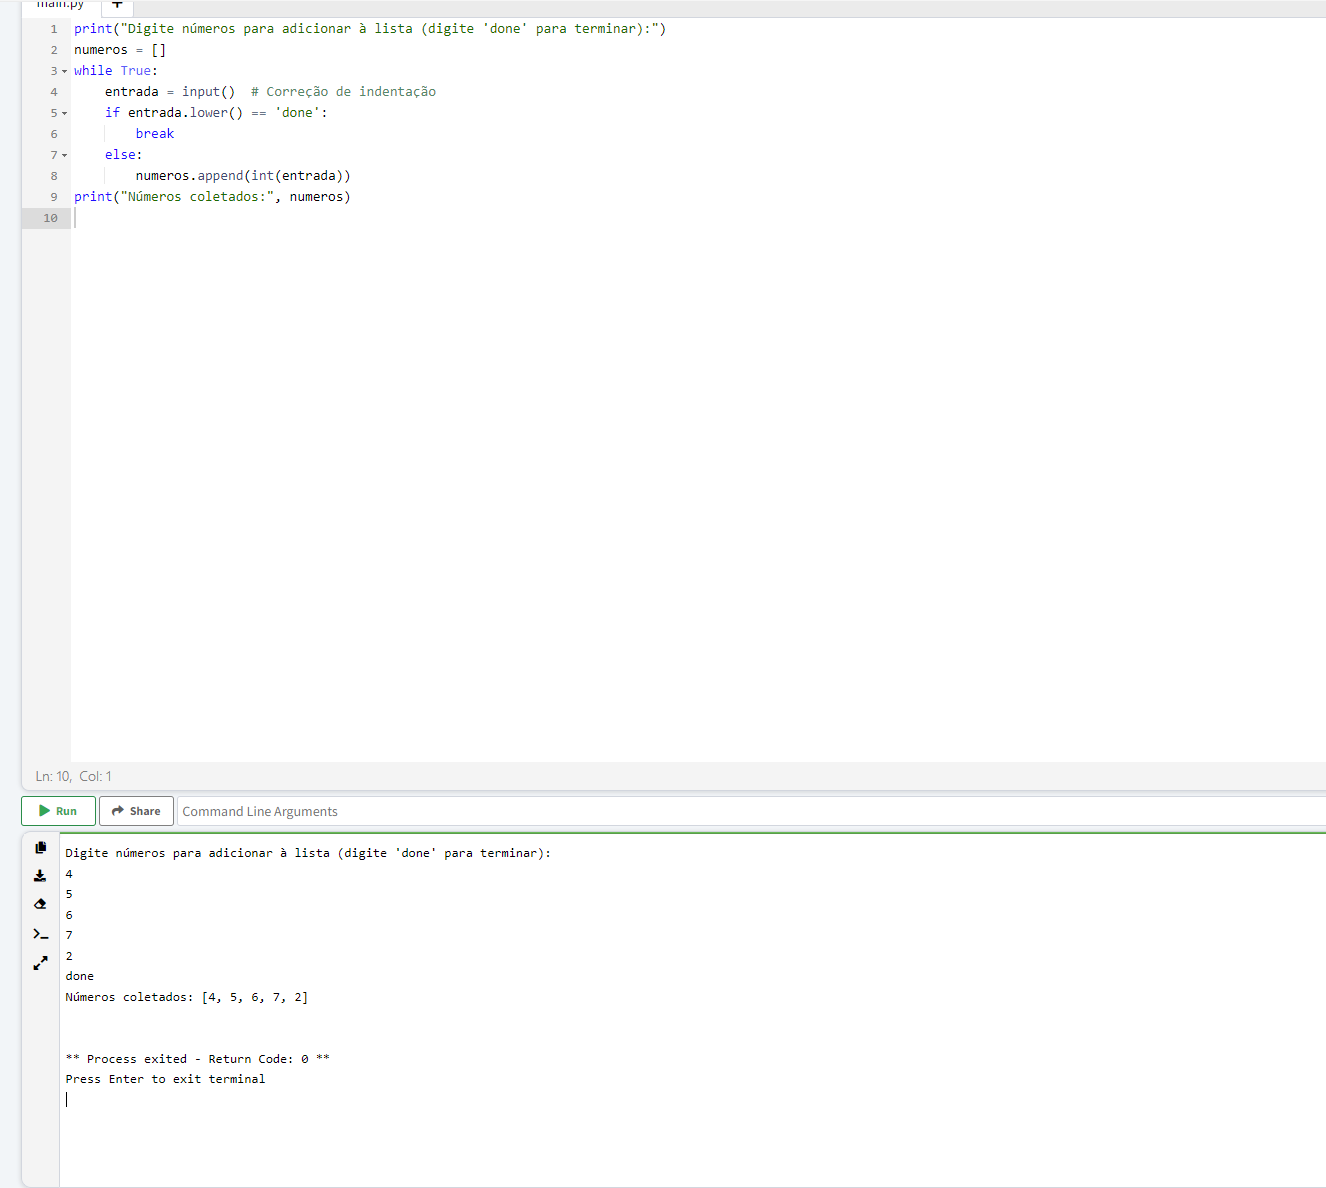 main.py +
1 print("Digite números para adicionar à lista (digite 'done' para terminar):")
2 numeros = []
3 while True:
4     entrada = input()  # Correção de indentação
5     if entrada.lower() == 'done':
6         break
7     else:
8         numeros.append(int(entrada))
9 print("Números coletados:", numeros)
10
Ln: 10, Col: 1
Run Share Command Line Arguments
Digite números para adicionar à lista (digite 'done' para terminar):
4
5
6
7
2
done
Números coletados: [4, 5, 6, 7, 2]
** Process exited - Return Code: 0 **
Press Enter to exit terminal